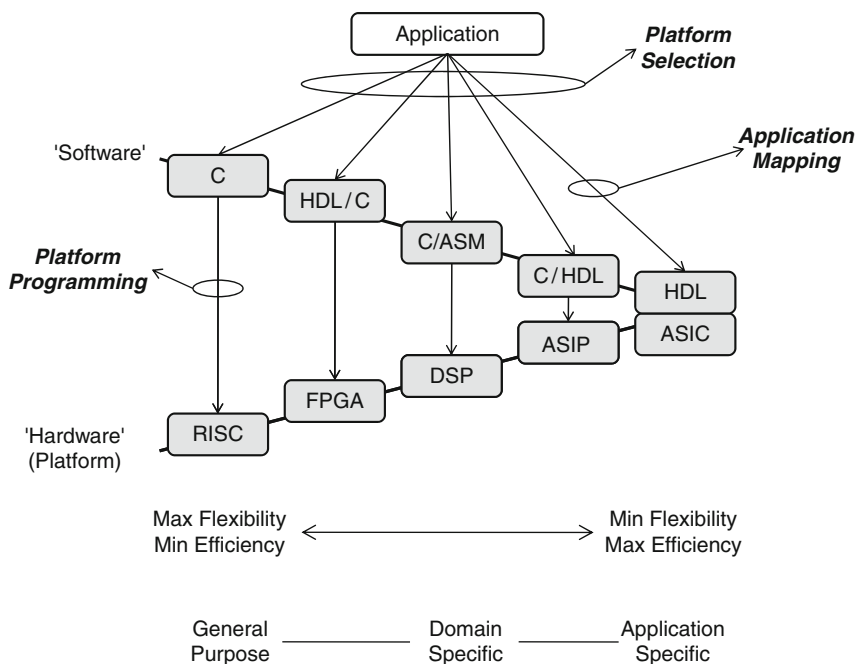 Application
Platform
Selection
'Software'
C
HDL/C
C/ASM
C/HDL
HDL
Application
Mapping
Platform
Programming
ASIC
ASIP
DSP
FPGA
RISC
'Hardware'
(Platform)
Max Flexibility
Min Efficiency
Min Flexibility
Max Efficiency
General
Purpose
Domain
Specific
Application
Specific